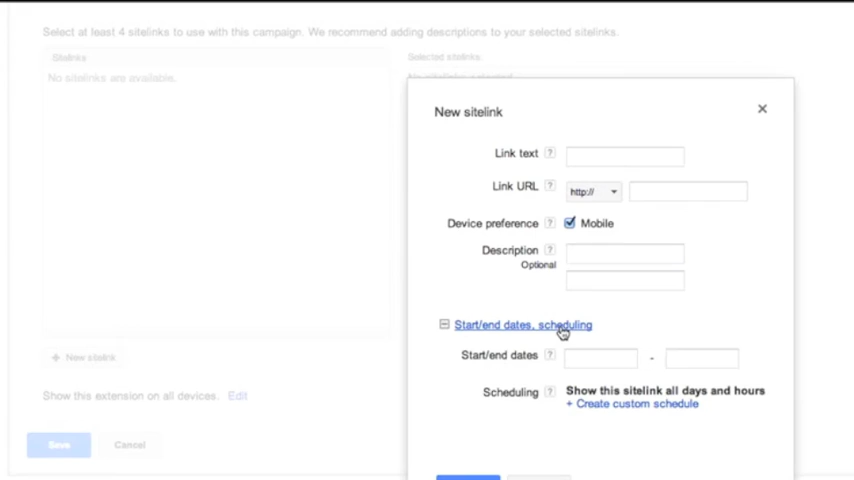 Select at least 4 sitelinks to use with this campaign. We recommend adding descriptions to your selected sitelinks.
Sitelinks
Selected sitelinks:
No sitelinks are available.
No sitelinks selected
New sitelink
Link text ?
Link URL ? http://
Device preference ? Mobile
Description ?
Optional
Start/end dates, scheduling
Start/end dates ? -
Scheduling ? Show this sitelink all days and hours
+ Create custom schedule
+ New sitelink
Show this extension on all devices. Edit
Save Cancel